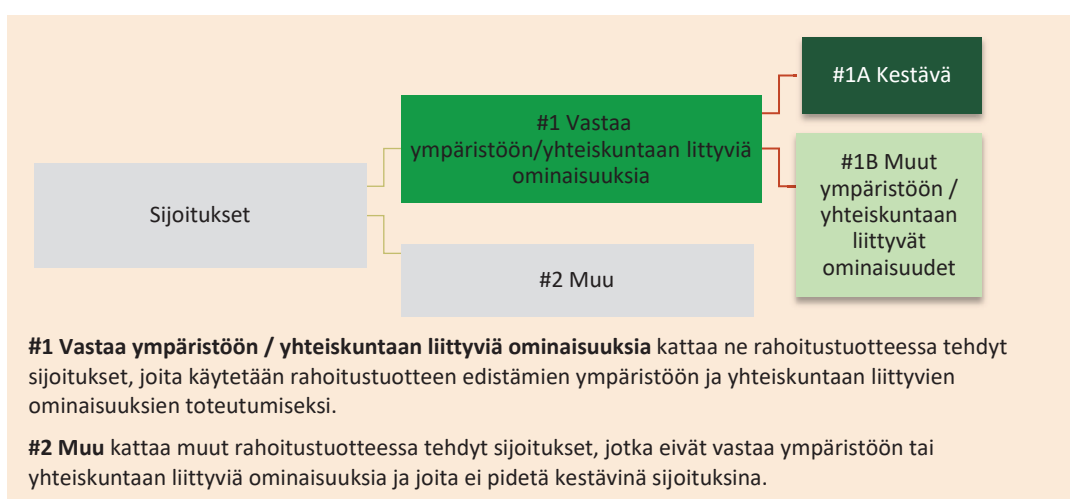 #1A Kestävä
#1 Vastaa
ympäristöön/yhteiskuntaan littyviä
ominaisuuksia
#1B Muut
ympäristöön /
yhteiskuntaan
liittyvät
ominaisuudet
Sijoitukset
#2 Muu
#1 Vastaa ympäristöön / yhteiskuntaan liittyviä ominaisuuksia kattaa ne rahoitustuotteessa tehdyt
sijoitukset, joita käytetään rahoitustuotteen edistämien ympäristöön ja yhteiskuntaan liittyvien
ominaisuuksien toteutumiseksi.
#2 Muu kattaa muut rahoitustuotteessa tehdyt sijoitukset, jotka eivät vastaa ympäristöön tai
yhteiskuntaan liittyviä ominaisuuksia ja joita ei pidetä kestävinä sijoituksina.